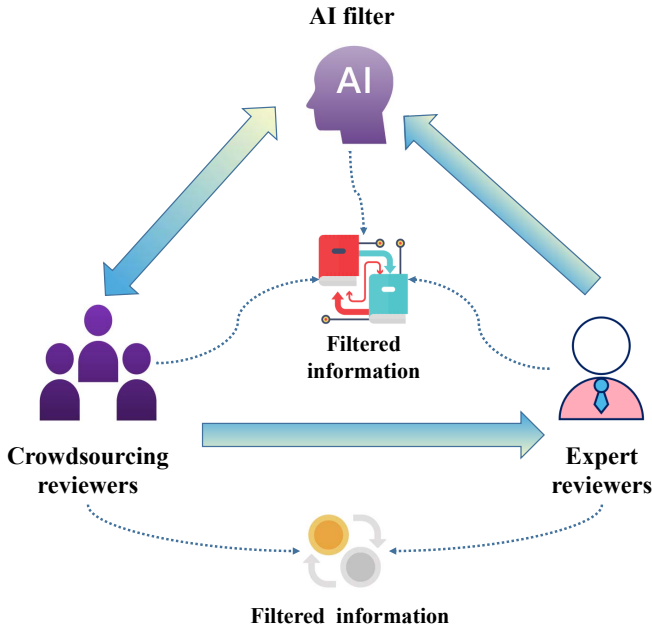 AI filter
AI
Filtered
information
Crowdsourcing
reviewers
Expert
reviewers
Filtered information